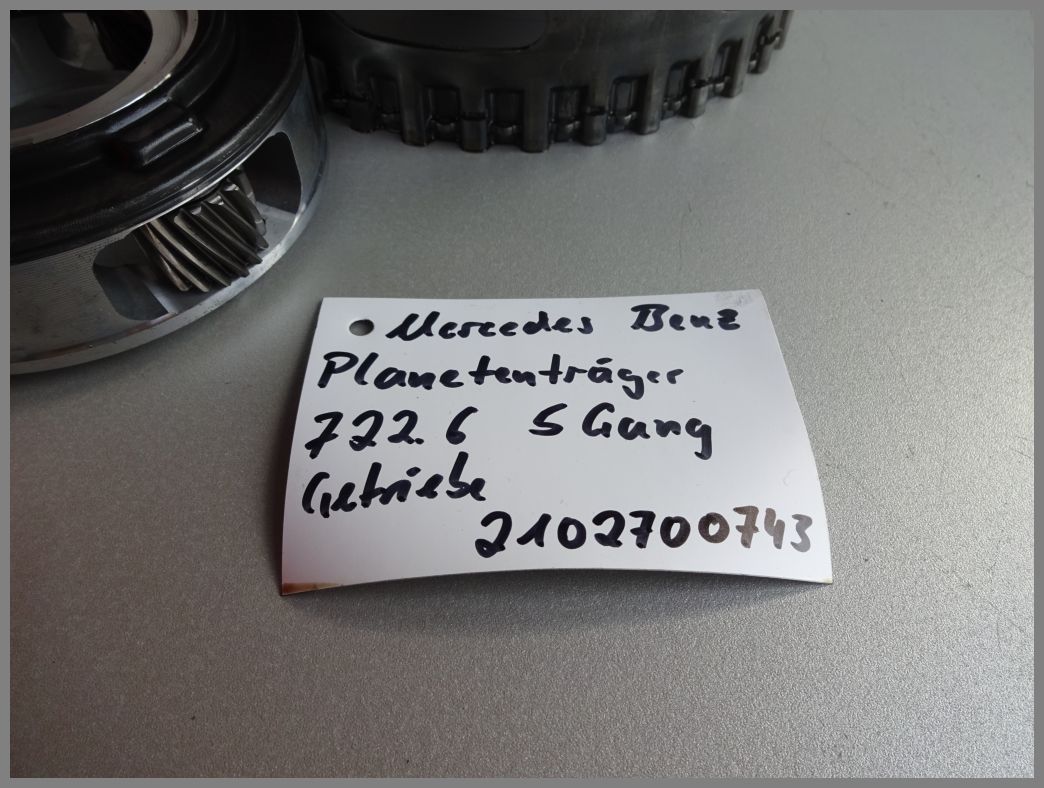 Mercedes Benz
Planetenträger
722.6 5 Gang
Getriebe
2102700743